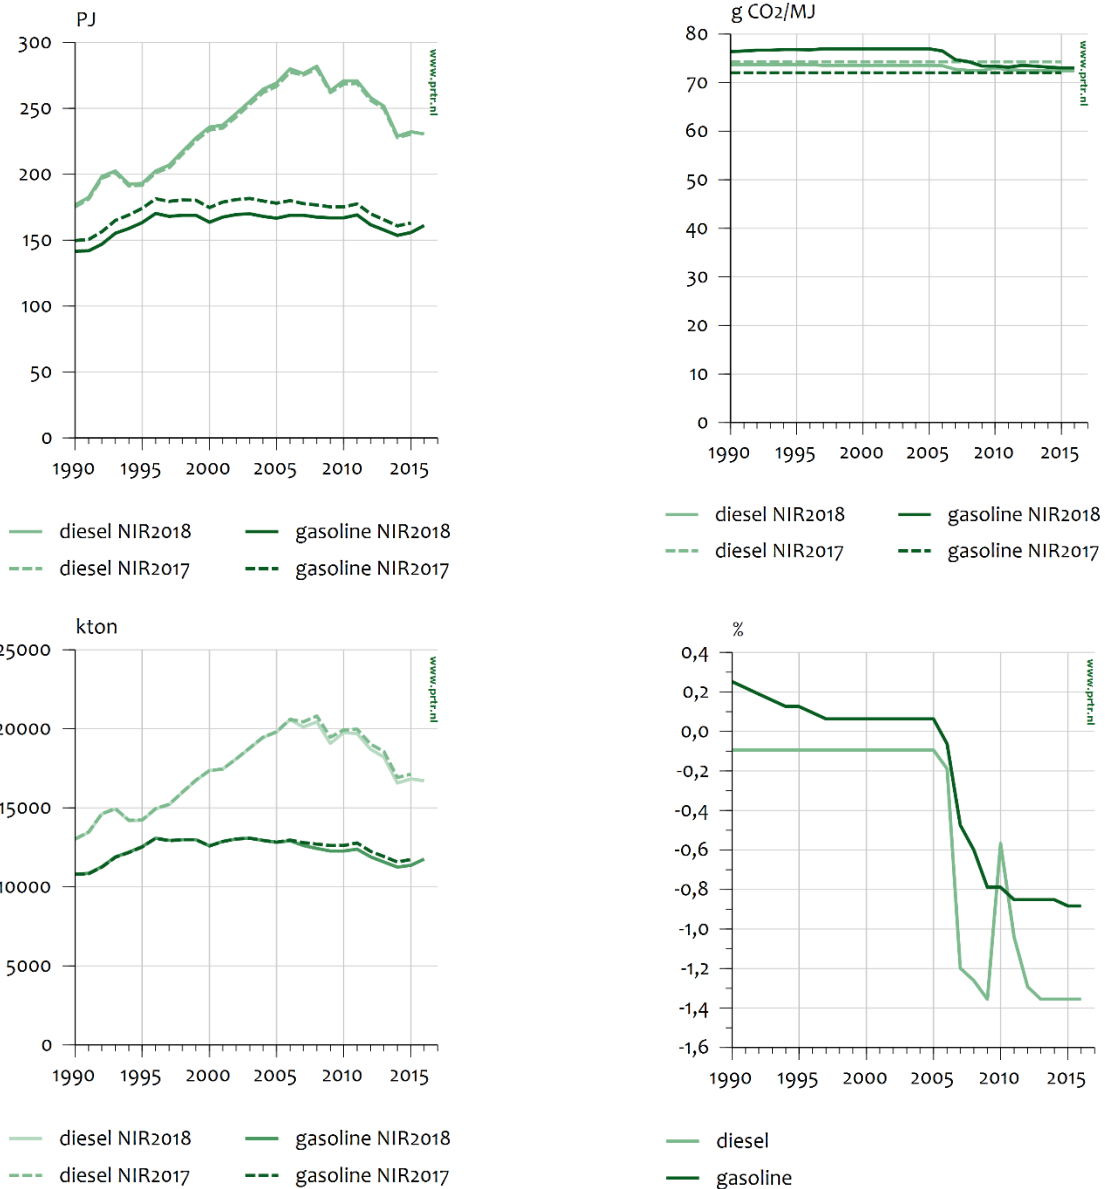 PJ
300
250
200
150
100
50
0
1990 1995 2000 2005 2010 2015
www.prtr.nl
diesel NIR2018 gasoline NIR2018
diesel NIR2017 gasoline NIR2017
g CO2/MJ
80
70
60
50
40
30
20
10
0
1990 1995 2000 2005 2010 2015
www.prtr.nl
diesel NIR2018 gasoline NIR2018
diesel NIR2017 gasoline NIR2017
kton
25000
20000
15000
10000
5000
0
1990 1995 2000 2005 2010 2015
www.prtr.nl
diesel NIR2018 gasoline NIR2018
diesel NIR2017 gasoline NIR2017
%
0,4
0,2
0,0
-0,2
-0,4
-0,6
-0,8
-1,0
-1,2
-1,4
-1,6
1990 1995 2000 2005 2010 2015
www.prtr.nl
diesel
gasoline